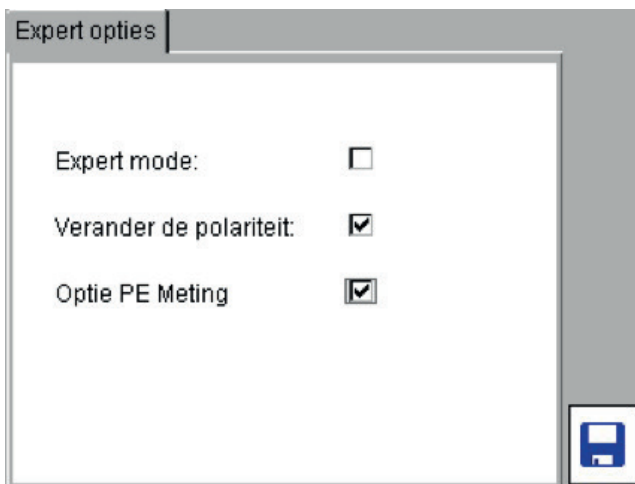 Expert opties
Expert mode:
Verander de polariteit:
Optie PE Meting